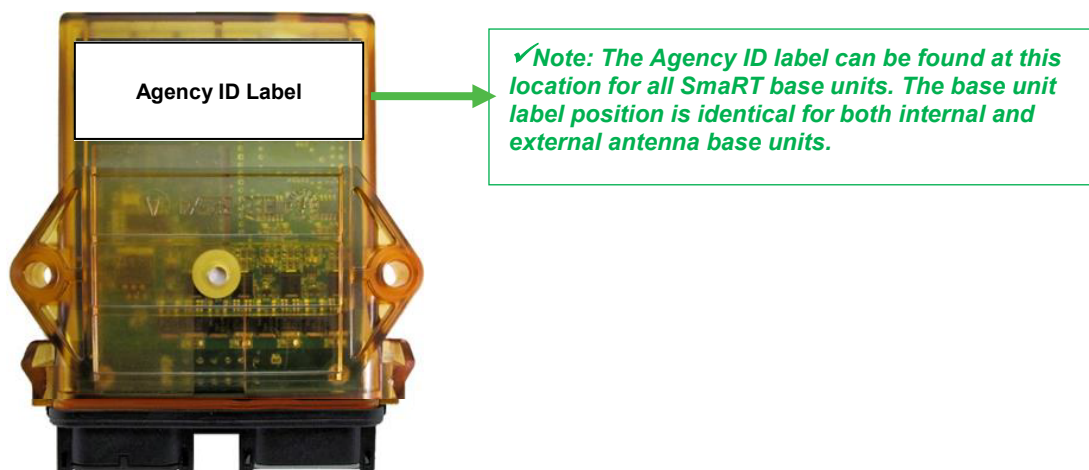 Agency ID Label
✓Note: The Agency ID label can be found at this
location for all SmaRT base units. The base unit
label position is identical for both internal and
external antenna base units.